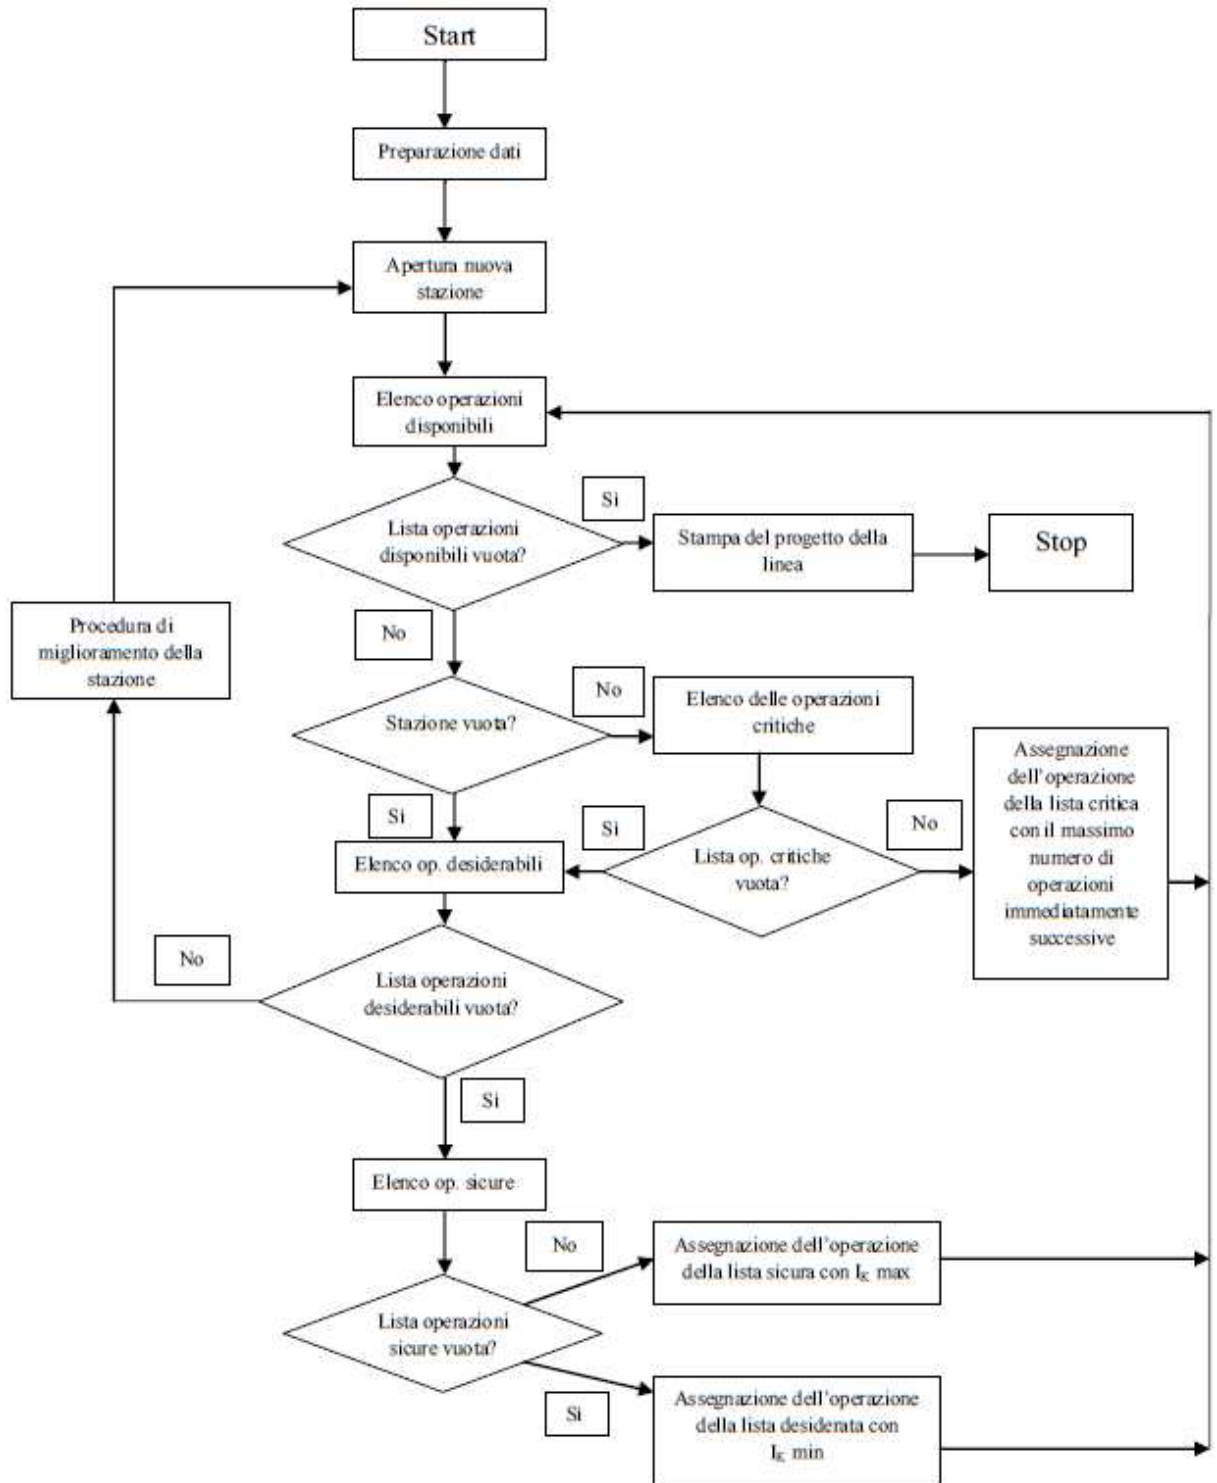 Start
Preparazione dati
Apertura nuova
stazione
Elenco operazioni
disponibili
Lista operazioni
disponibili vuota?
Si
Stampa del progetto della
linea
Stop
Procedura di
miglioramento della
stazione
No
Stazione vuota?
No
Elenco delle operazioni
critiche
Assegnazione
dell'operazione
della lista critica
con il massimo
numero di
operazioni
immediatamente
successive
Si
Elenco op. desiderabili
Si
Lista op. critiche
vuota?
No
No
Lista operazioni
desiderabili vuota?
Si
Elenco op. sicure
Lista operazioni
sicure vuota?
No
Assegnazione dell'operazione
della lista sicura con IK max
Si
Assegnazione dell'operazione
della lista desiderata con
IK min